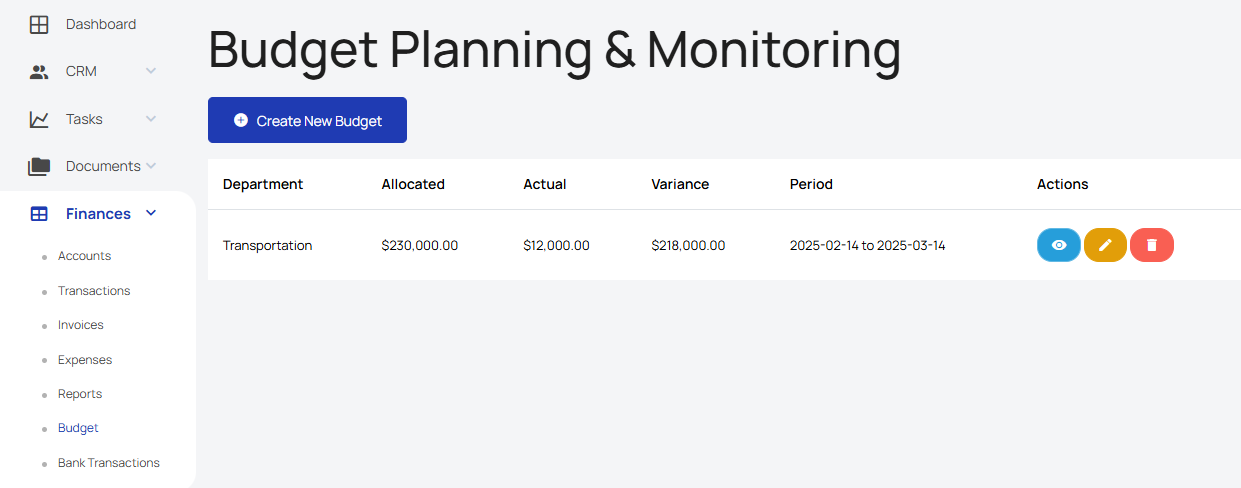 Dashboard
CRM
Tasks
Documents
Finances
Accounts
Transactions
Invoices
Expenses
Reports
Budget
Bank Transactions
Budget Planning & Monitoring
Create New Budget
Department Allocated Actual Variance Period Actions
Transportation $230,000.00 $12,000.00 $218,000.00 2025-02-14 to 2025-03-14